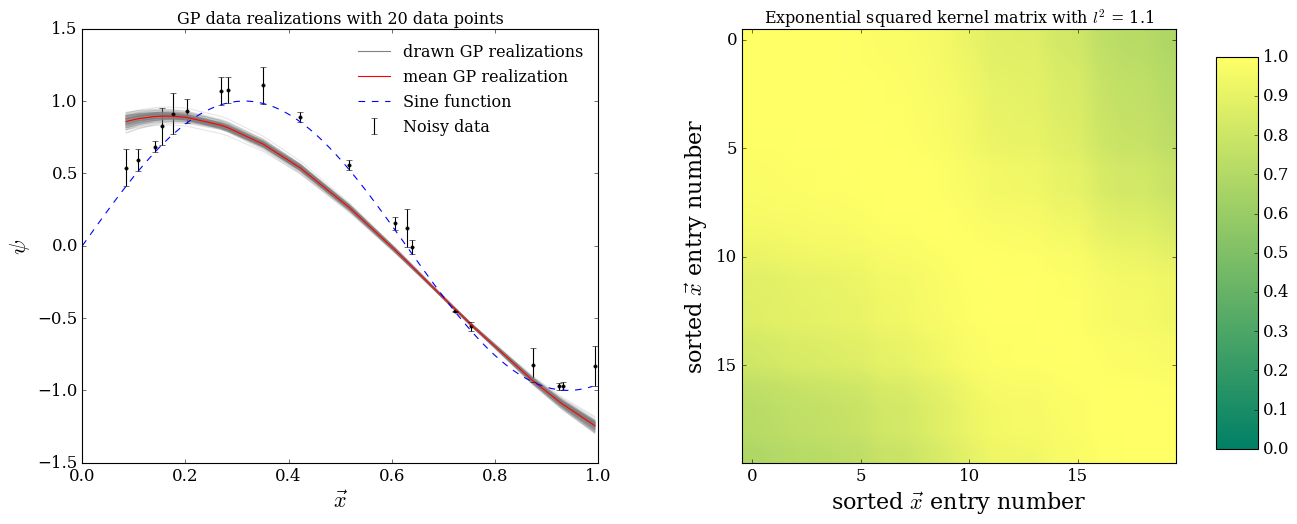 GP data realizations with 20 data points
1.5
1.0
0.5
0.0
−0.5
−1.0
−1.5
ψ
0.0 0.2 0.4 0.6 0.8 1.0
x⃗
drawn GP realizations
mean GP realization
Sine function
Noisy data
Exponential squared kernel matrix with l² = 1.1
0
5
10
15
sorted x⃗ entry number
0 5 10 15
sorted x⃗ entry number
1.0
0.9
0.8
0.7
0.6
0.5
0.4
0.3
0.2
0.1
0.0